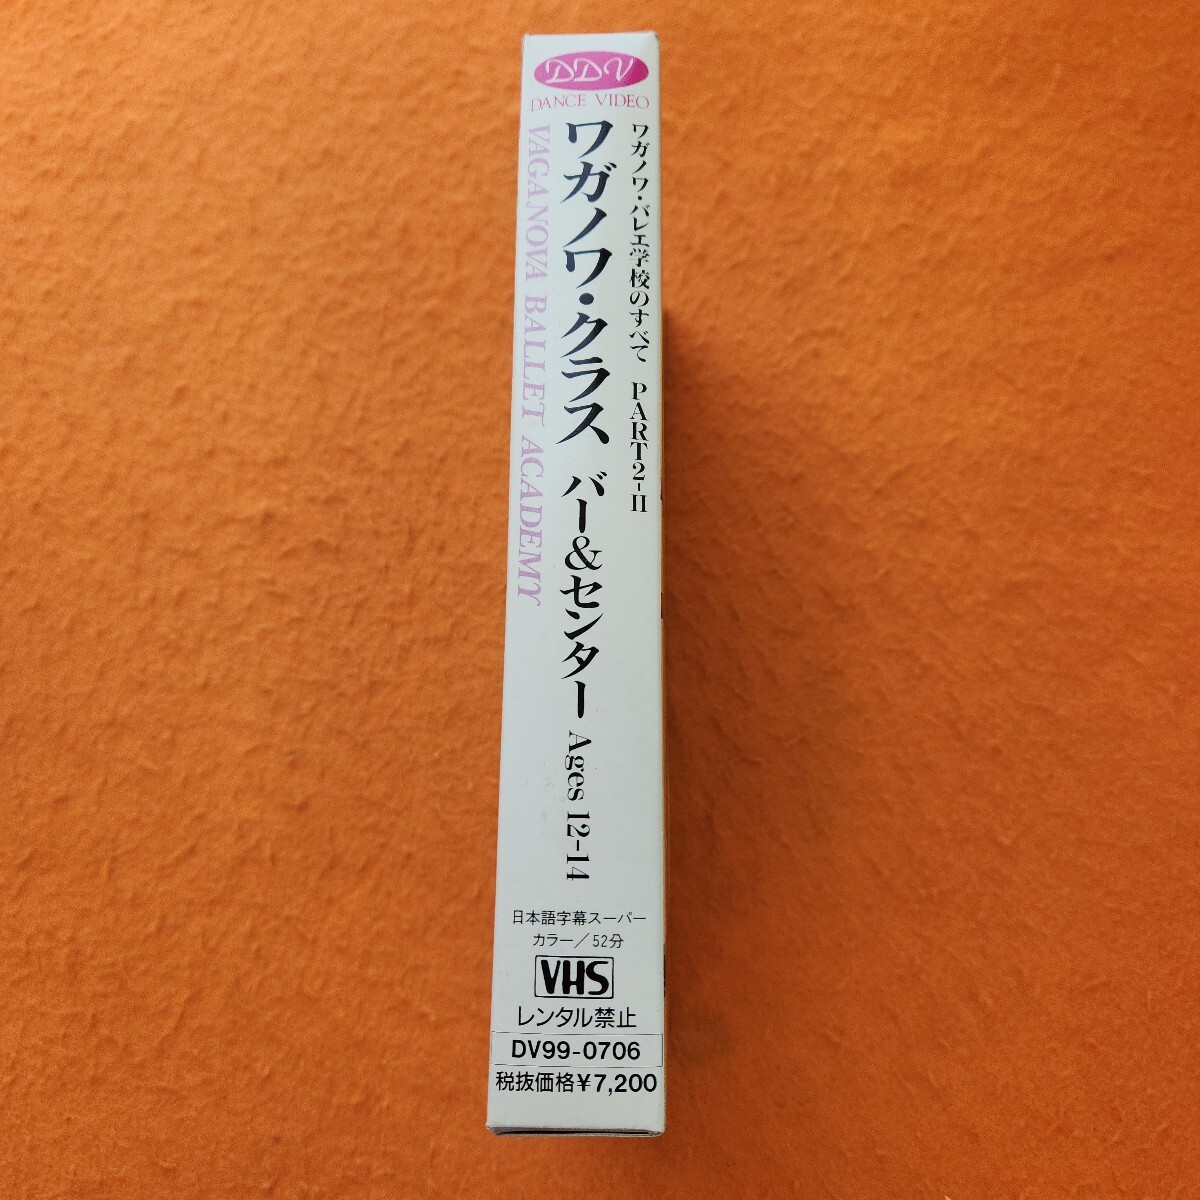 DDV
DANCE VIDEO
ワガノワ・バレエ学校のすべて PART2-II
ワガノワ・クラス バー&センター Ages 12-14
VAGANOVA BALLET ACADEMY
日本語字幕スーパー
カラー／52分
VHS
レンタル禁止
DV99-0706
税抜価格¥7,200